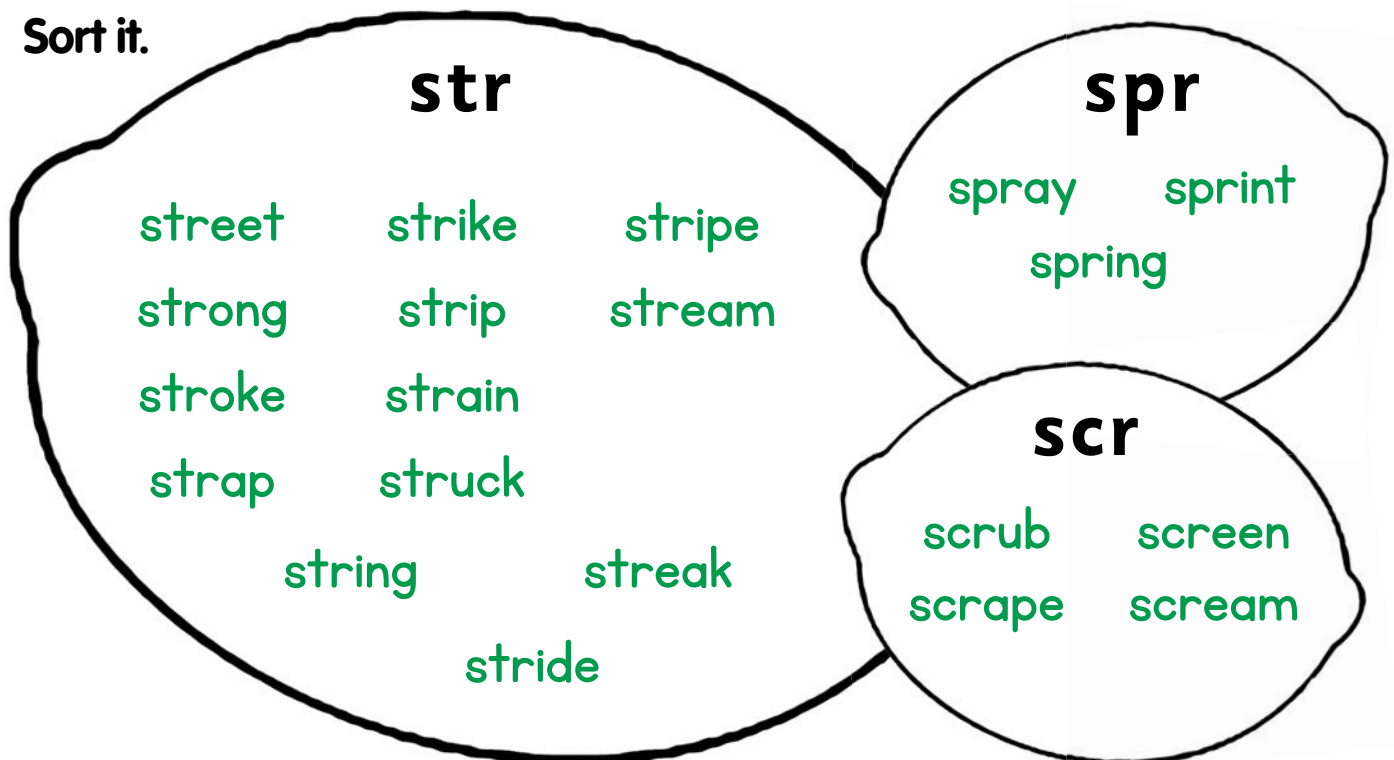 Sort it.
str
street strike stripe
strong strip stream
stroke strain
strap struck
string streak
stride
spr
spray sprint
spring
scr
scrub screen
scrape scream